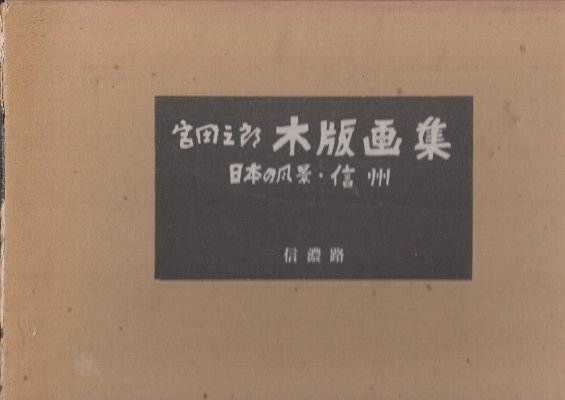 宮田三郎 木版画集
日本の風景・信州
信濃路